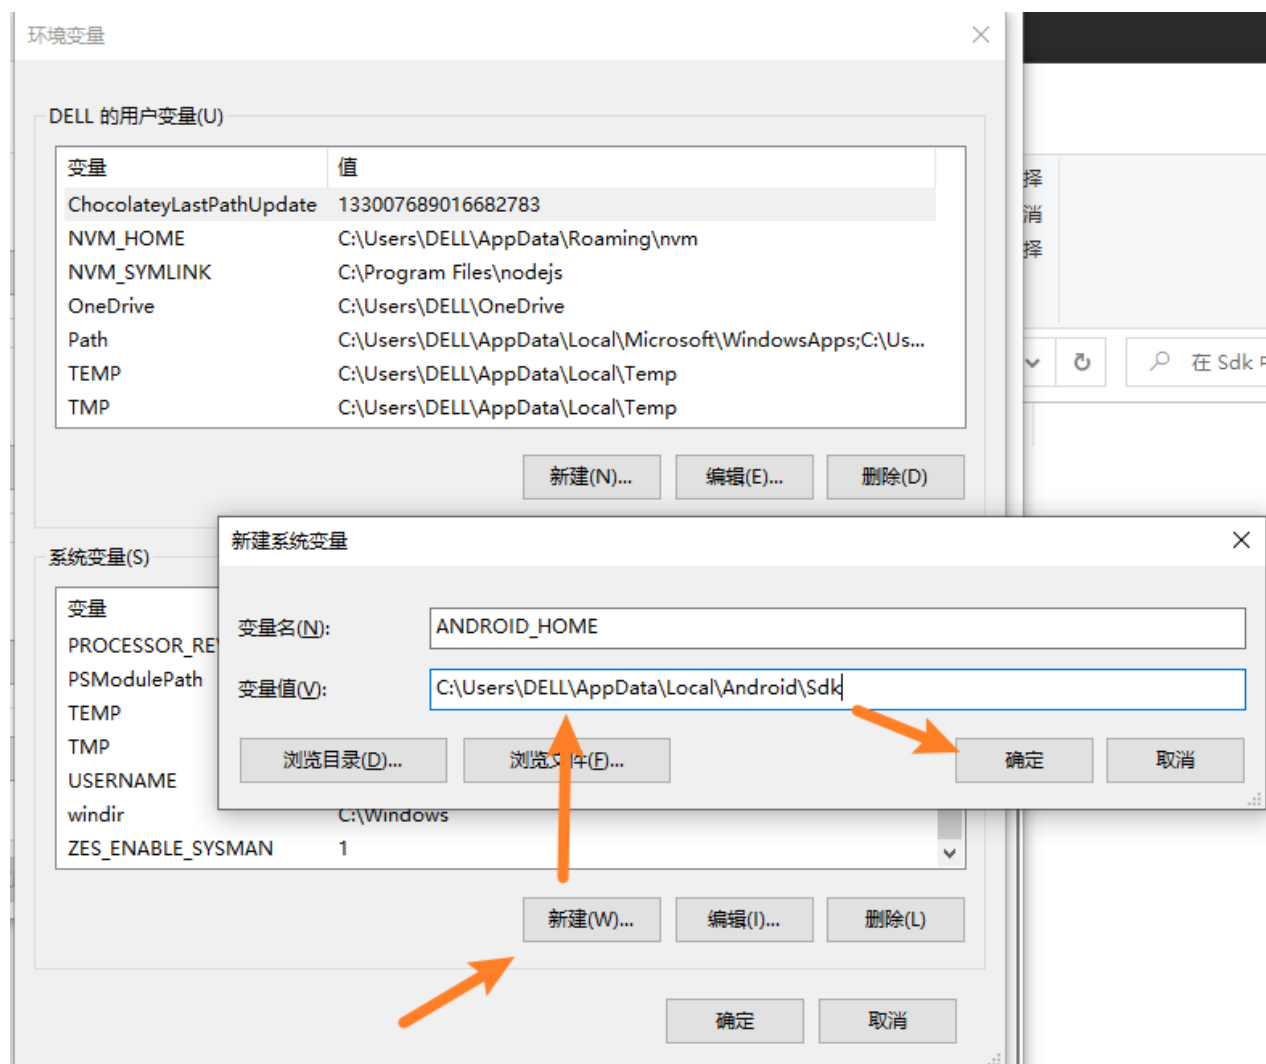 环境变量
DELL 的用户变量(U)
变量 值
ChocolateyLastPathUpdate 133007689016682783
NVM_HOME C:\Users\DELL\AppData\Roaming\nvm
NVM_SYMLINK C:\Program Files\nodejs
OneDrive C:\Users\DELL\OneDrive
Path C:\Users\DELL\AppData\Local\Microsoft\WindowsApps;C:\Us...
TEMP C:\Users\DELL\AppData\Local\Temp
TMP C:\Users\DELL\AppData\Local\Temp
新建(N)... 编辑(E)... 删除(D)
择
消
择
在 Sdk
新建系统变量
变量名(N): ANDROID_HOME
变量值(V): C:\Users\DELL\AppData\Local\Android\Sdk
浏览目录(D)... 浏览文件(F)... 确定 取消
系统变量(S)
变量
PROCESSOR_RE
PSModulePath
TEMP
TMP
USERNAME
windir C:\Windows
ZES_ENABLE_SYSMAN 1
新建(W)... 编辑(I)... 删除(L)
确定 取消